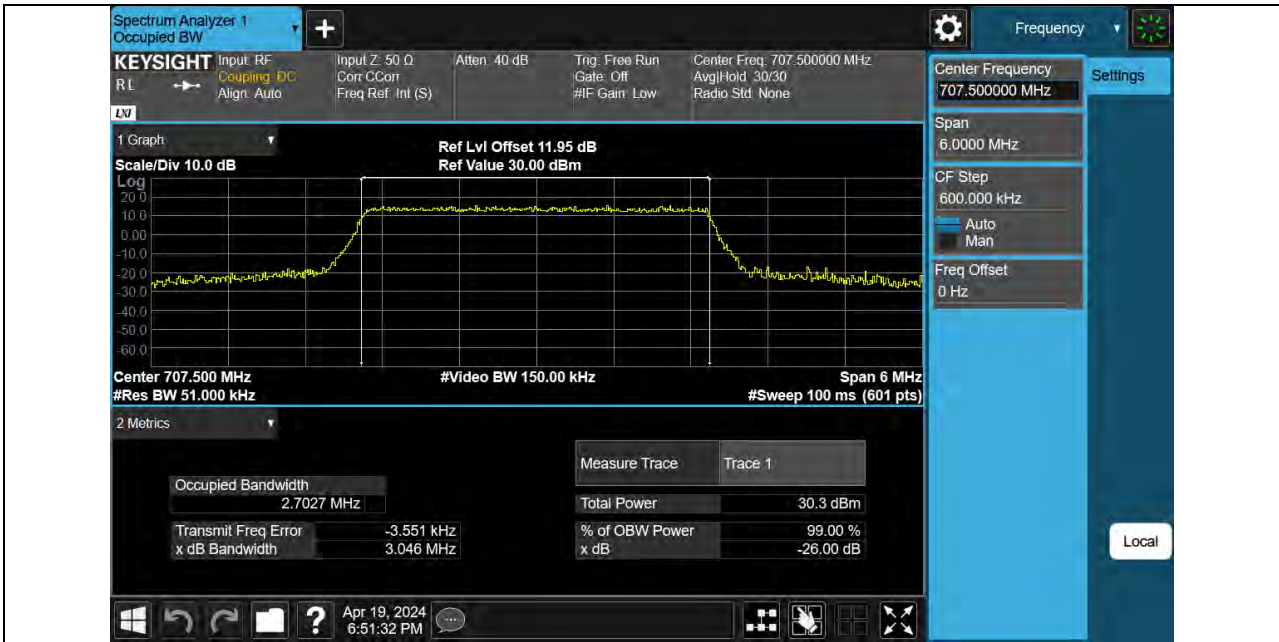 Spectrum Analyzer 1
Occupied BW
Frequency
KEYSIGHT
RL
LXI
Input: RF
Coupling: DC
Align: Auto
Input Z: 50 Ω
Corr CCorr
Freq Ref: Int (S)
Atten: 40 dB
Trig: Free Run
Gate: Off
#IF Gain: Low
Center Freq: 707.500000 MHz
Avg|Hold: 30/30
Radio Std: None
1 Graph
Scale/Div 10.0 dB
Ref Lvl Offset 11.95 dB
Ref Value 30.00 dBm
Log
20.0
10.0
0.00
-10.0
-20.0
-30.0
-40.0
-50.0
-60.0
Center 707.500 MHz
#Video BW 150.00 kHz
Span 6 MHz
#Res BW 51.000 kHz
#Sweep 100 ms (601 pts)
2 Metrics
Measure Trace Trace 1
Occupied Bandwidth
2.7027 MHz
Total Power 30.3 dBm
Transmit Freq Error -3.551 kHz
% of OBW Power 99.00 %
x dB Bandwidth 3.046 MHz
x dB -26.00 dB
Center Frequency
707.500000 MHz
Settings
Span
6.0000 MHz
CF Step
600.000 kHz
Auto
Man
Freq Offset
0 Hz
Local
Apr 19, 2024
6:51:32 PM